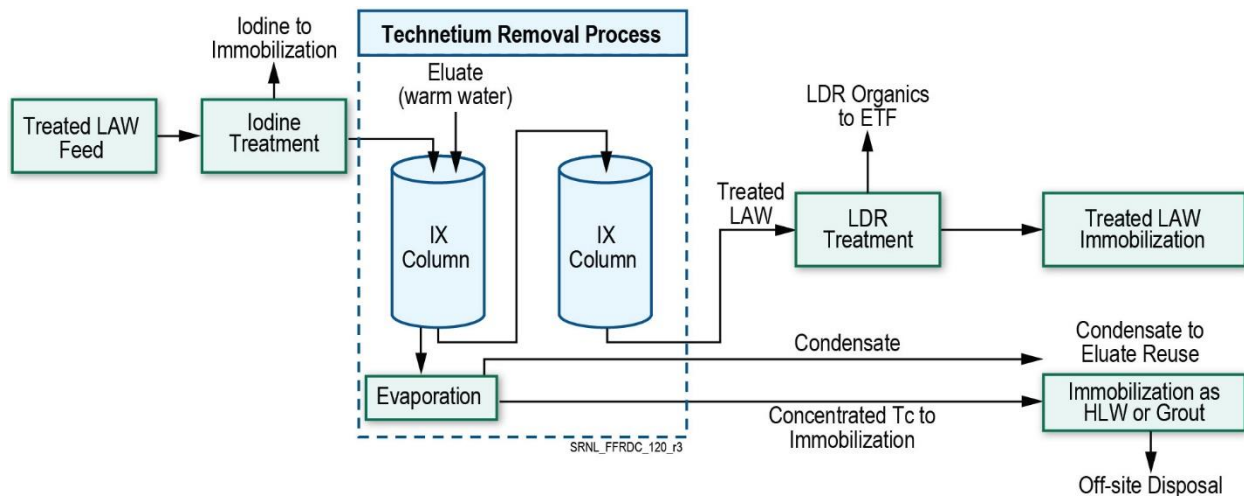 Technetium Removal Process
Iodine to
Immobilization
Eluate
(warm water)
LDR Organics
to ETF
Treated LAW
Feed
Iodine
Treatment
IX
Column
IX
Column
Treated
LAW
LDR
Treatment
Treated LAW
Immobilization
Condensate
Condensate to
Eluate Reuse
Evaporation
Concentrated Tc to
Immobilization
Immobilization as
HLW or Grout
SRNL_FFRDC_120_r3
Off-site Disposal